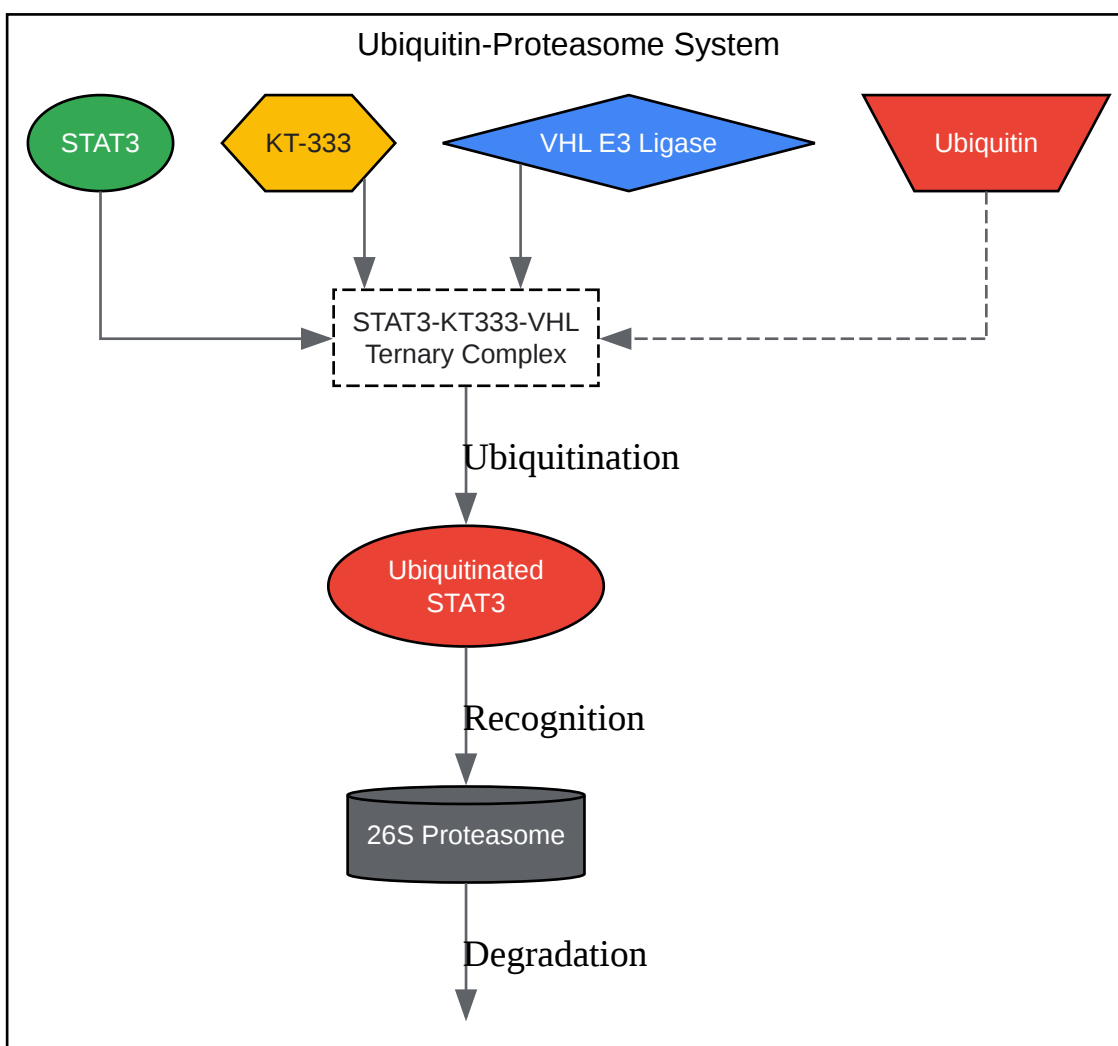 Ubiquitin-Proteasome System
STAT3
KT-333
VHL E3 Ligase
Ubiquitin
STAT3-KT333-VHL
Ternary Complex
Ubiquitination
Ubiquitinated
STAT3
Recognition
26S Proteasome
Degradation